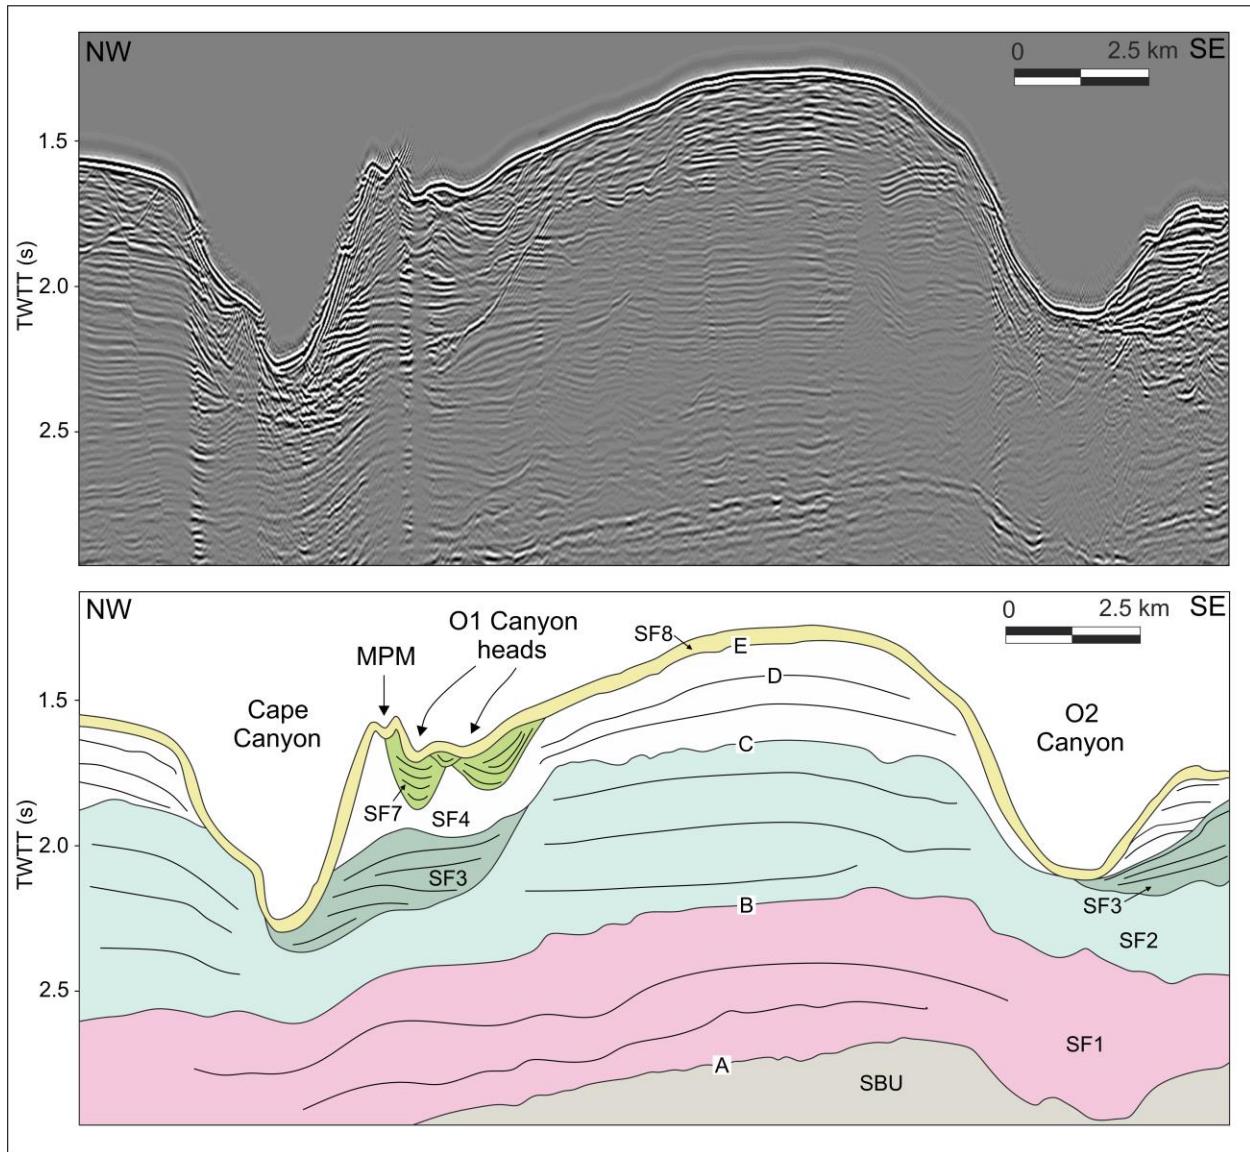 NW
0 2.5 km SE
1.5
2.0
2.5
TWTT (s)
NW
0 2.5 km SE
O1 Canyon
heads
SF8
E
MPM
D
1.5
Cape
Canyon
O2
Canyon
C
SF7
SF4
2.0
SF3
B
SF3
SF2
2.5
SF1
A
SBU
TWTT (s)